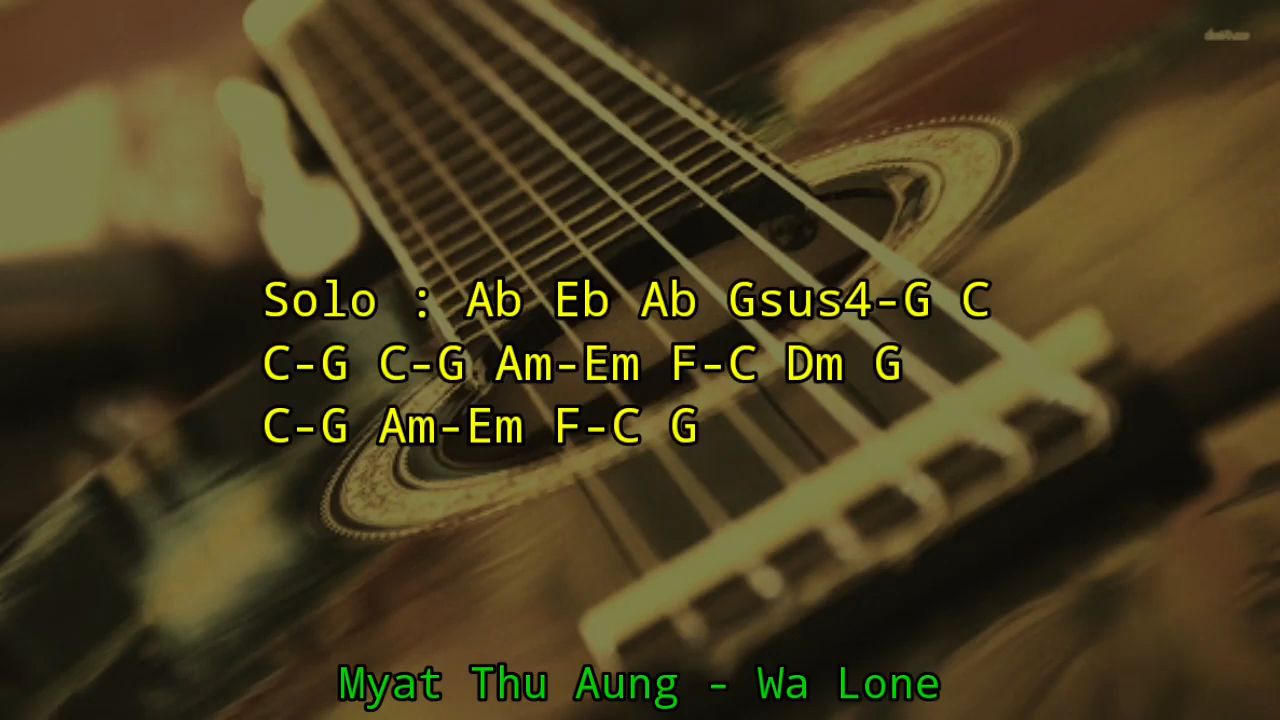 Solo : Ab Eb Ab Gsus4-G C
C-G C-G Am-Em F-C Dm G
C-G Am-Em F-C G
Myat Thu Aung - Wa Lone